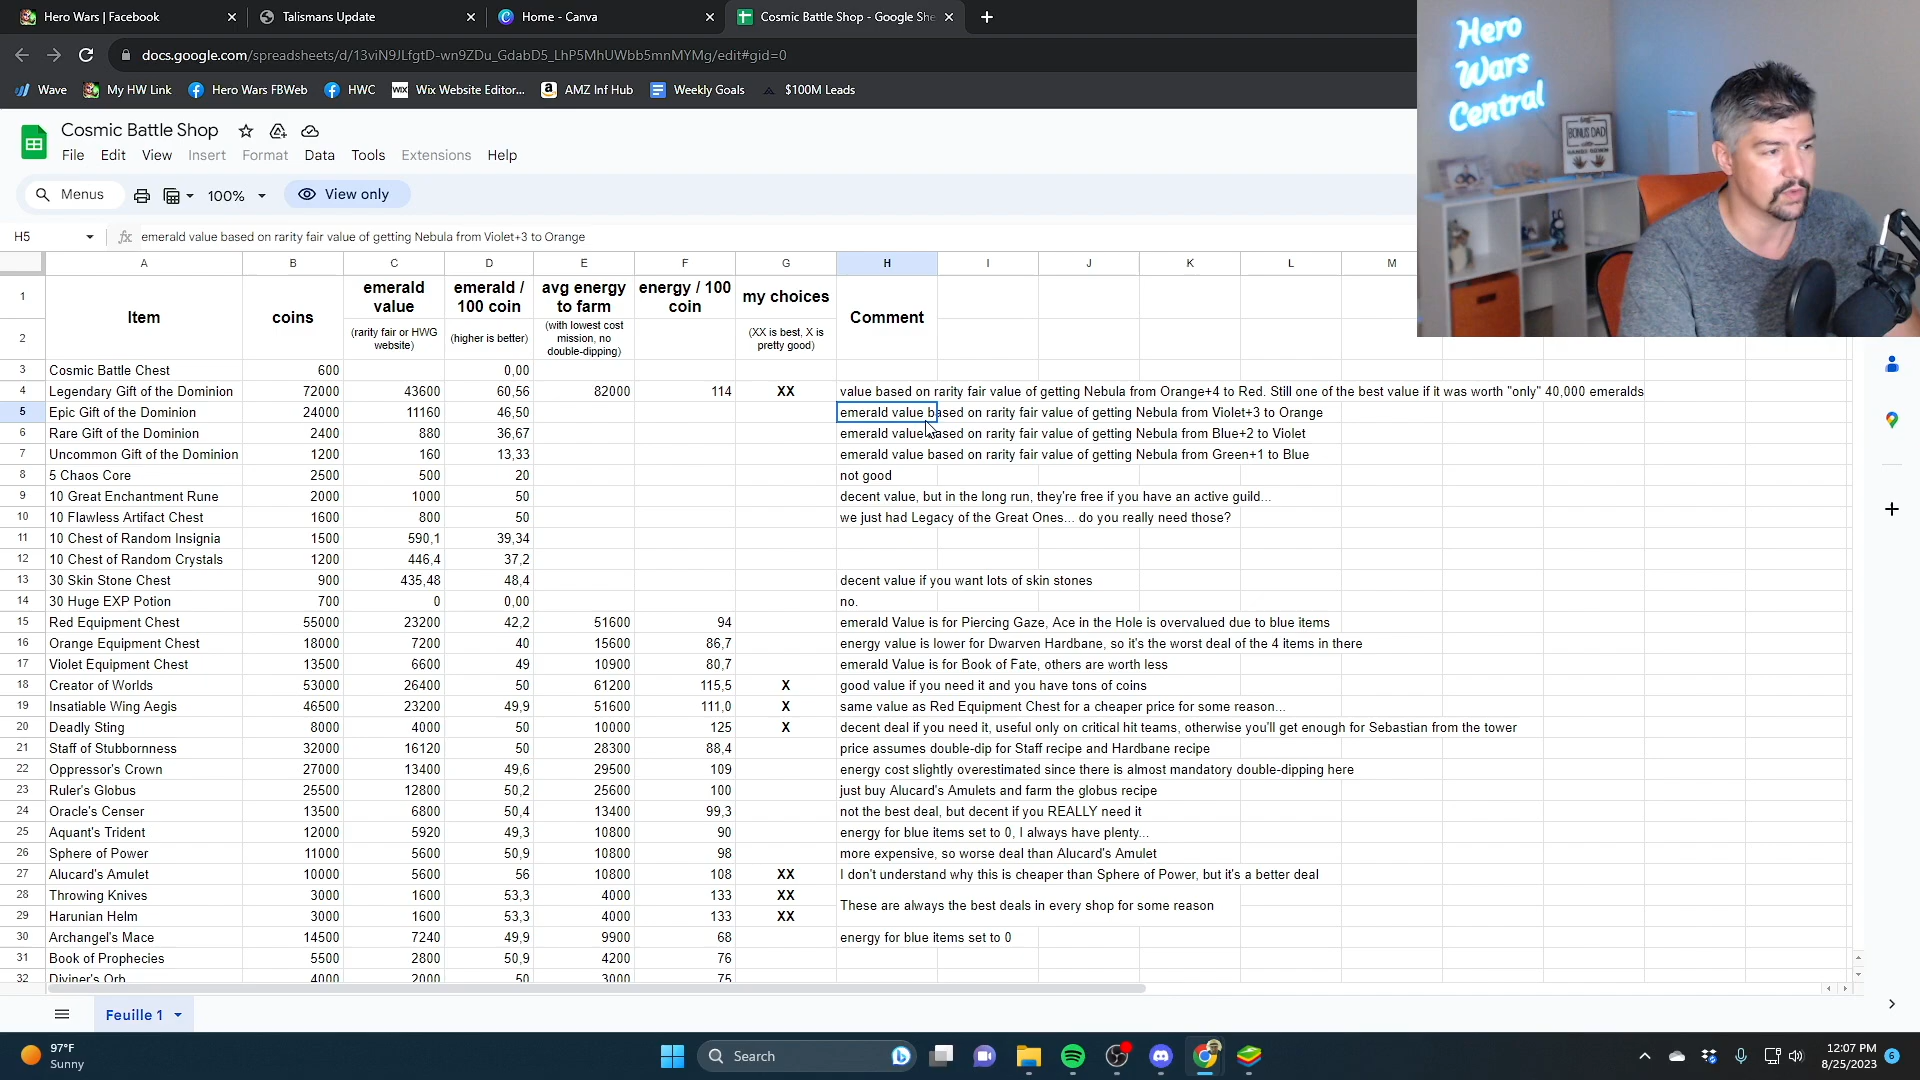 Hero Wars | Facebook
Talismans Update
Home - Canva
Cosmic Battle Shop - Google She
docs.google.com/spreadsheets/d/13viN9JLfgtD-wn9ZDu_GdabD5_LhP5MhUWbb5mnMYMg/edit#gid=0
Wave My HW Link Hero Wars FBWeb HWC WIX Wix Website Editor... AMZ Inf Hub Weekly Goals $100M Leads
Hero
Wars
Central
BONUS DAD
Cosmic Battle Shop
File Edit View Insert Format Data Tools Extensions Help
Menus 100% View only
H5 fx emerald value based on rarity fair value of getting Nebula from Violet+3 to Orange
A B C D E F G H I J K L M
1 Item coins emerald value emerald / 100 coin avg energy to farm energy / 100 coin my choices Comment
2 (rarity fair or HWG website) (higher is better) (with lowest cost mission, no double-dipping) (XX is best, X is pretty good)
3 Cosmic Battle Chest 600 0,00
4 Legendary Gift of the Dominion 72000 43600 60,56 82000 114 XX value based on rarity fair value of getting Nebula from Orange+4 to Red. Still one of the best value if it was worth "only" 40,000 emeralds
5 Epic Gift of the Dominion 24000 11160 46,50 emerald value based on rarity fair value of getting Nebula from Violet+3 to Orange
6 Rare Gift of the Dominion 2400 880 36,67 emerald value based on rarity fair value of getting Nebula from Blue+2 to Violet
7 Uncommon Gift of the Dominion 1200 160 13,33 emerald value based on rarity fair value of getting Nebula from Green+1 to Blue
8 5 Chaos Core 2500 500 20 not good
9 10 Great Enchantment Rune 2000 1000 50 decent value, but in the long run, they're free if you have an active guild...
10 10 Flawless Artifact Chest 1600 800 50 we just had Legacy of the Great Ones... do you really need those?
11 10 Chest of Random Insignia 1500 590,1 39,34
12 10 Chest of Random Crystals 1200 446,4 37,2
13 30 Skin Stone Chest 900 435,48 48,4 decent value if you want lots of skin stones
14 30 Huge EXP Potion 700 0 0,00 no.
15 Red Equipment Chest 55000 23200 42,2 51600 94 emerald Value is for Piercing Gaze, Ace in the Hole is overvalued due to blue items
16 Orange Equipment Chest 18000 7200 40 15600 86,7 energy value is lower for Dwarven Hardbane, so it's the worst deal of the 4 items in there
17 Violet Equipment Chest 13500 6600 49 10900 80,7 emerald Value is for Book of Fate, others are worth less
18 Creator of Worlds 53000 26400 50 61200 115,5 X good value if you need it and you have tons of coins
19 Insatiable Wing Aegis 46500 23200 49,9 51600 111,0 X same value as Red Equipment Chest for a cheaper price for some reason...
20 Deadly Sting 8000 4000 50 10000 125 X decent deal if you need it, useful only on critical hit teams, otherwise you'll get enough for Sebastian from the tower
21 Staff of Stubbornness 32000 16120 50 28300 88,4 price assumes double-dip for Staff recipe and Hardbane recipe
22 Oppressor's Crown 27000 13400 49,6 29500 109 energy cost slightly overestimated since there is almost mandatory double-dipping here
23 Ruler's Globus 25500 12800 50,2 25600 100 just buy Alucard's Amulets and farm the globus recipe
24 Oracle's Censer 13500 6800 50,4 13400 99,3 not the best deal, but decent if you REALLY need it
25 Aquant's Trident 12000 5920 49,3 10800 90 energy for blue items set to 0, I always have plenty...
26 Sphere of Power 11000 5600 50,9 10800 98 more expensive, so worse deal than Alucard's Amulet
27 Alucard's Amulet 10000 5600 56 10800 108 XX I don't understand why this is cheaper than Sphere of Power, but it's a better deal
28 Throwing Knives 3000 1600 53,3 4000 133 XX These are always the best deals in every shop for some reason
29 Harunian Helm 3000 1600 53,3 4000 133 XX
30 Archangel's Mace 14500 7240 49,9 9900 68 energy for blue items set to 0
31 Book of Prophecies 5500 2800 50,9 4200 76
32 Diviner's Orb 4000 2000 50 3000 75
Feuille 1
97°F
Sunny
Search
12:07 PM
8/25/2023
6